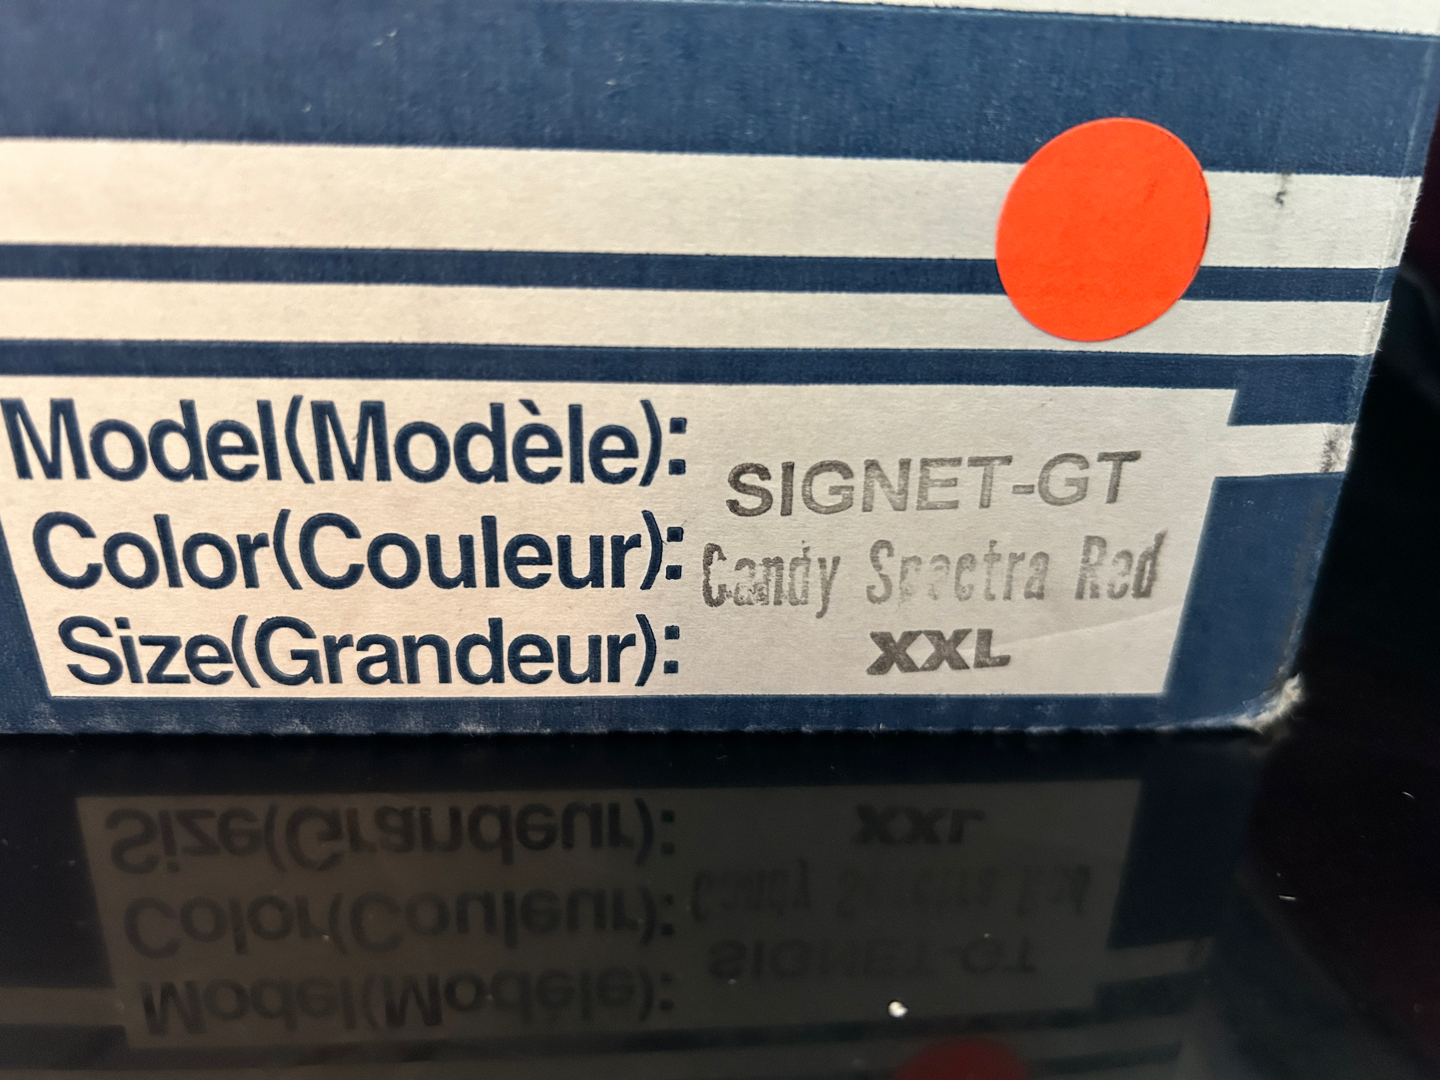 Model(Modèle): SIGNET-GT
Color(Couleur): Candy Spectra Red
Size(Grandeur): XXL